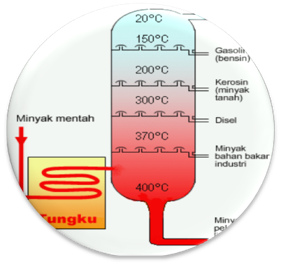 20°C
150°C
Gasolin
(bensin)
200°C
Kerosin
(minyak
tanah)
300°C
Minyak mentah
Disel
370°C
Minyak
bahan bakar
industri
400°C
Tungku
Minya